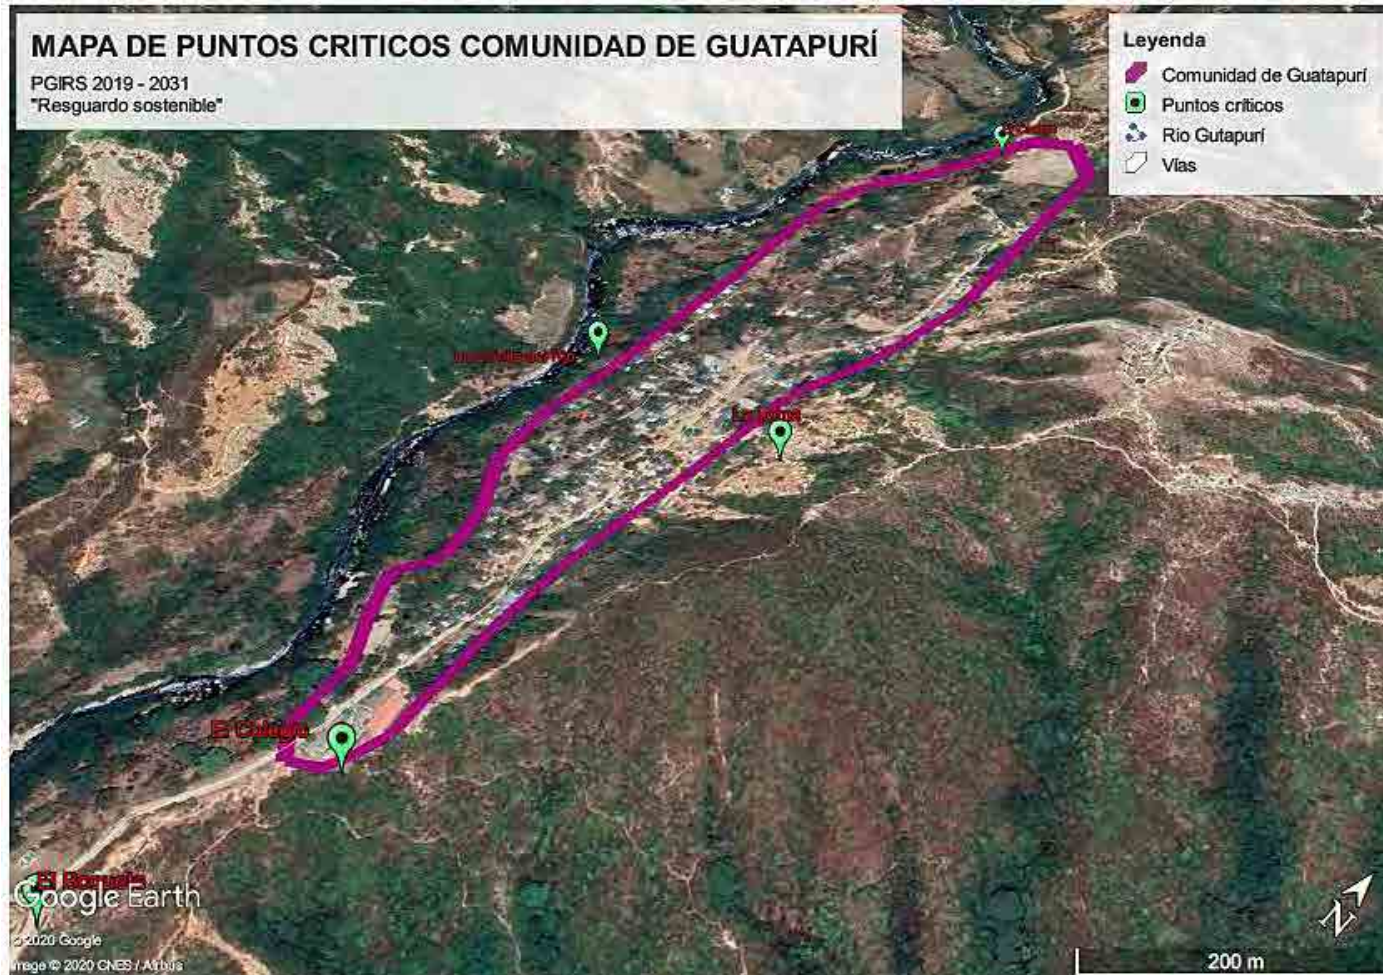 MAPA DE PUNTOS CRITICOS COMUNIDAD DE GUATAPURÍ
PGIRS 2019 - 2031
"Resguardo sostenible"
Leyenda
Comunidad de Guatapurí
Puntos críticos
Rio Gutapurí
Vías
El Colegio
El
Google Earth
©2020 Google
Image © 2020 CNES / Airbus
N
200 m